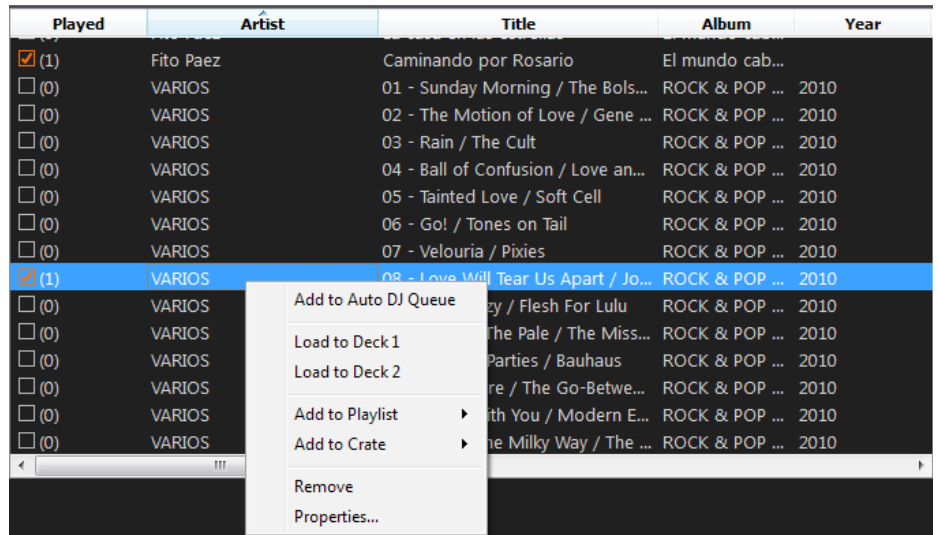 Played Artist Title Album Year
(1) Fito Paez Caminando por Rosario El mundo cab...
(0) VARIOS 01 - Sunday Morning / The Bols... ROCK & POP ... 2010
(0) VARIOS 02 - The Motion of Love / Gene ... ROCK & POP ... 2010
(0) VARIOS 03 - Rain / The Cult ROCK & POP ... 2010
(0) VARIOS 04 - Ball of Confusion / Love an... ROCK & POP ... 2010
(0) VARIOS 05 - Tainted Love / Soft Cell ROCK & POP ... 2010
(0) VARIOS 06 - Go! / Tones on Tail ROCK & POP ... 2010
(0) VARIOS 07 - Velouria / Pixies ROCK & POP ... 2010
(1) VARIOS 08 - Love Will Tear Us Apart / Jo... ROCK & POP ... 2010
(0) VARIOS zy / Flesh For Lulu ROCK & POP ... 2010
(0) VARIOS The Pale / The Miss... ROCK & POP ... 2010
(0) VARIOS Parties / Bauhaus ROCK & POP ... 2010
(0) VARIOS re / The Go-Betwe... ROCK & POP ... 2010
(0) VARIOS ith You / Modern E... ROCK & POP ... 2010
(0) VARIOS he Milky Way / The ... ROCK & POP ... 2010
Add to Auto DJ Queue
Load to Deck 1
Load to Deck 2
Add to Playlist
Add to Crate
Remove
Properties...